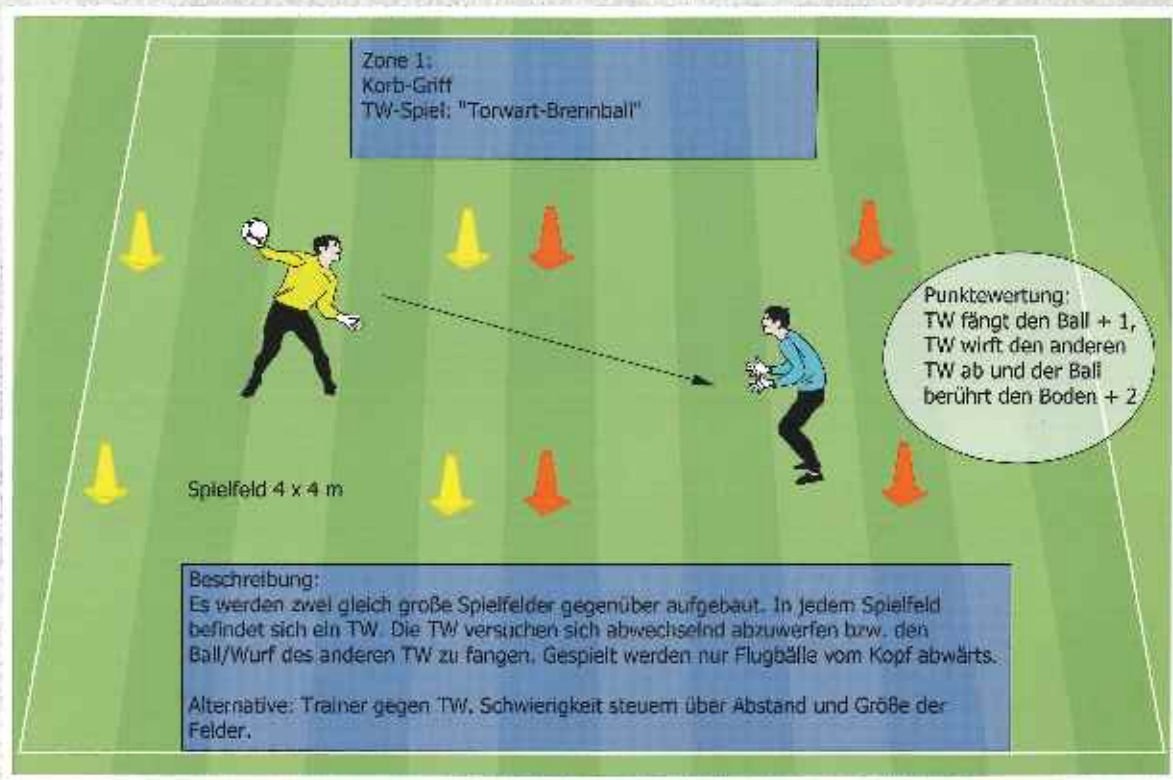 Zone 1:
Korb-Griff
TW-Spiel: "Torwart-Brennball"
Punktewertung:
TW fängt den Ball + 1,
TW wirft den anderen
TW ab und der Ball
berührt den Boden + 2
Spielfeld 4 x 4 m
Beschreibung:
Es werden zwei gleich große Spielfelder gegenüber aufgebaut. In jedem Spielfeld
befindet sich ein TW. Die TW versuchen sich abwechselnd abzuwerfen bzw. den
Ball/Wurf des anderen TW zu fangen. Gespielt werden nur Flugbälle vom Kopf abwärts.
Alternative: Trainer gegen TW. Schwierigkeit steuern über Abstand und Größe der
Felder.